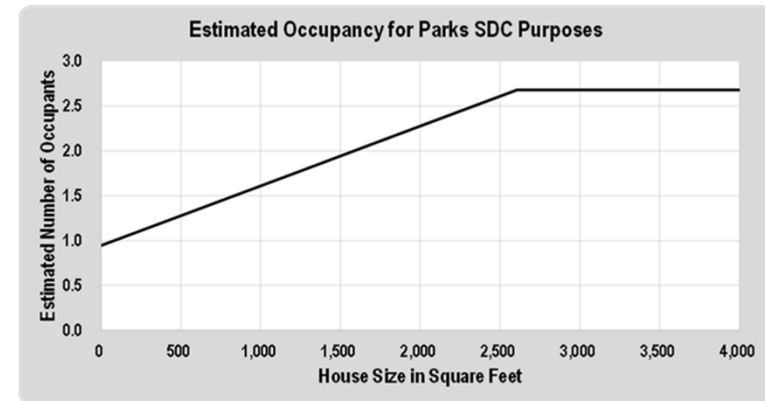 Estimated Occupancy for Parks SDC Purposes
Estimated Number of Occupants
3.0
2.5
2.0
1.5
1.0
0.5
0.0
0 500 1,000 1,500 2,000 2,500 3,000 3,500 4,000
House Size in Square Feet